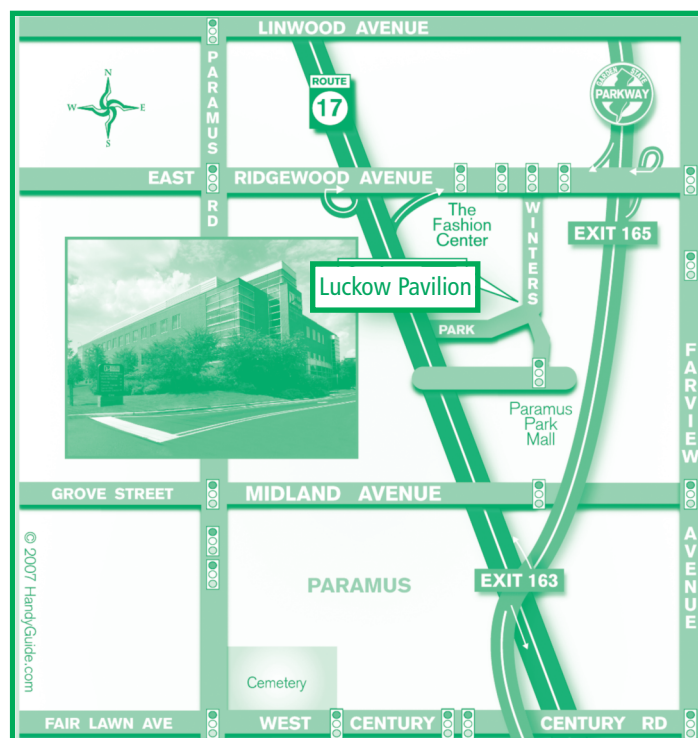 LINWOOD AVENUE
PARAMUS
RD
N
W
E
S
ROUTE
17
GARDEN STATE
PARKWAY
EAST RIDGEWOOD AVENUE
The
Fashion
Center
WINTERS
EXIT 165
Luckow Pavilion
PARK
FARVIEW
AVENUE
Paramus
Park
Mall
GROVE STREET
MIDLAND AVENUE
© 2007 HandyGuide.com
PARAMUS
EXIT 163
Cemetery
FAIR LAWN AVE
WEST CENTURY
CENTURY RD